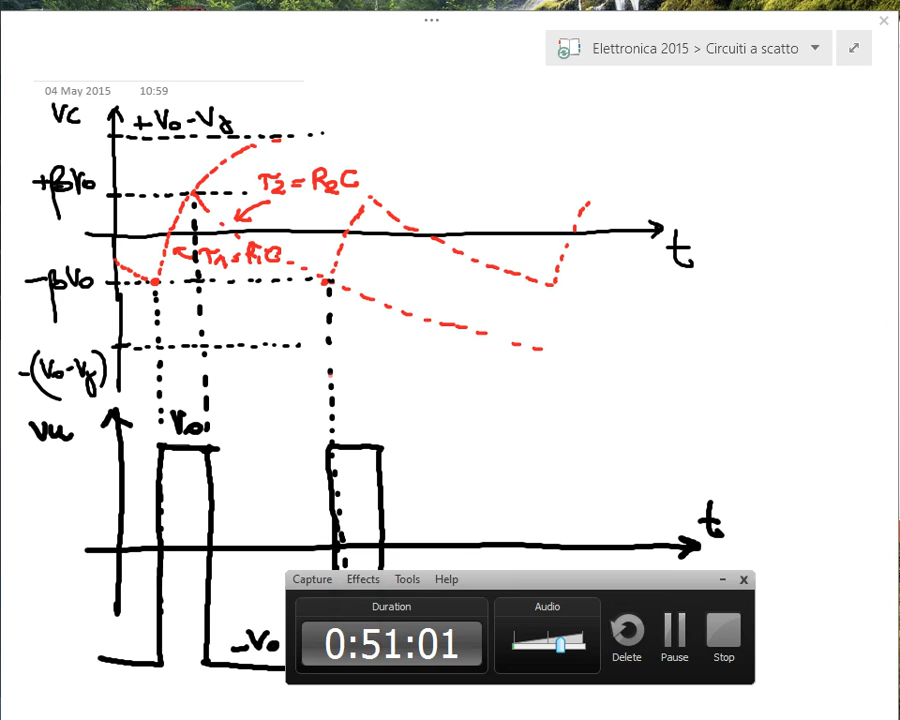 Elettronica 2015 > Circuiti a scatto
04 May 2015 10:59
Vc
+Vo-Vγ
+βVo
τ2=R2C
τ1=R1C
t
-βVo
-(Vo-Vγ)
Vu
Vo
t
-Vo
Capture Effects Tools Help
Duration
Audio
0:51:01
Delete Pause Stop